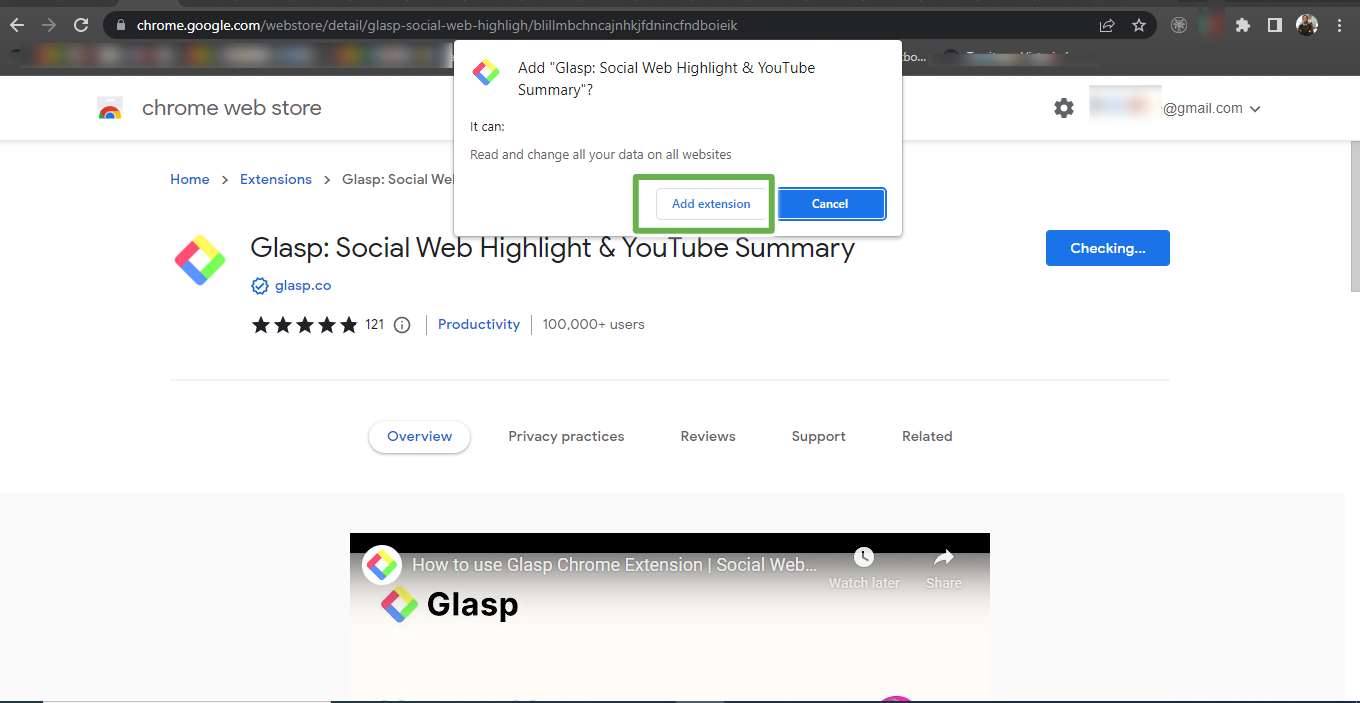 chrome.google.com/webstore/detail/glasp-social-web-highligh/blillmbchncajnhkjfdnincfndboieik
Add "Glasp: Social Web Highlight & YouTube
Summary"?
It can:
Read and change all your data on all websites
Add extension
Cancel
chrome web store
@gmail.com
Home
Extensions
Glasp: Social We
Glasp: Social Web Highlight & YouTube Summary
Checking...
glasp.co
121
Productivity
100,000+ users
Overview
Privacy practices
Reviews
Support
Related
How to use Glasp Chrome Extension | Social Web...
Watch later
Share
Glasp